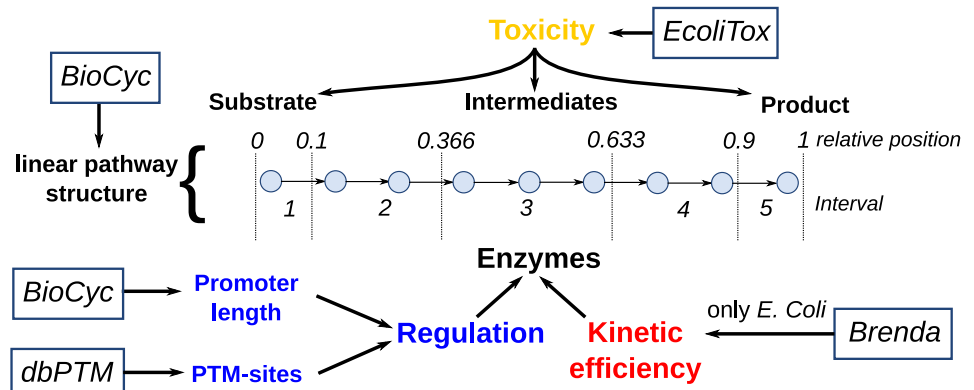 Toxicity
EcoliTox
BioCyc
Substrate
Intermediates
Product
0 0.1 0.366 0.633 0.9 1 relative position
linear pathway
structure
{
1 2 3 4 5 Interval
Enzymes
BioCyc
Promoter
length
only E. Coli
Regulation
Kinetic
efficiency
Brenda
dbPTM
PTM-sites